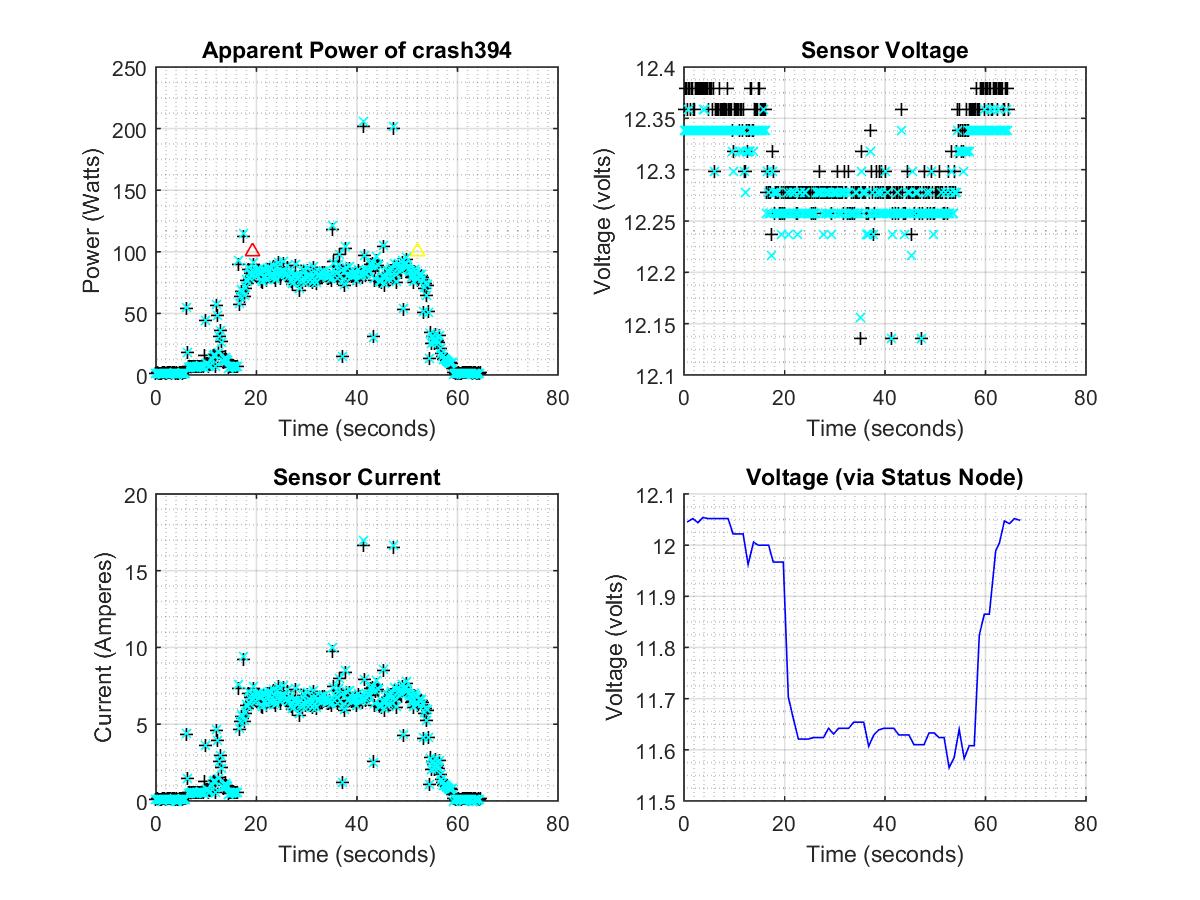 Apparent Power of crash394
250
200
150
100
50
0
Power (Watts)
0 20 40 60 80
Time (seconds)
Sensor Voltage
12.4
12.35
12.3
12.25
12.2
12.15
12.1
Voltage (volts)
0 20 40 60 80
Time (seconds)
Sensor Current
20
15
10
5
0
Current (Amperes)
0 20 40 60 80
Time (seconds)
Voltage (via Status Node)
12.1
12
11.9
11.8
11.7
11.6
11.5
Voltage (volts)
0 20 40 60 80
Time (seconds)